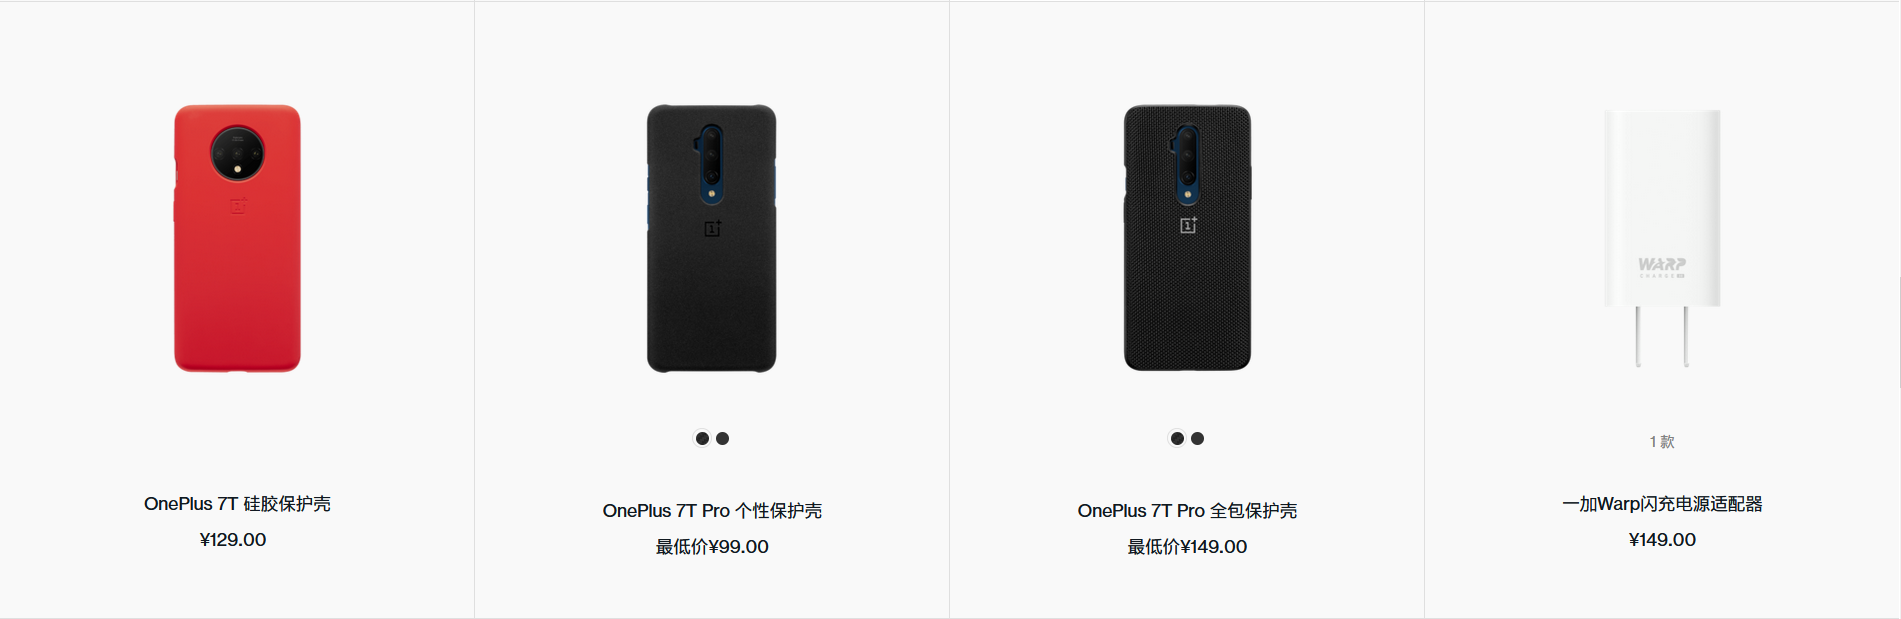 WARP
CHARGE
1 款
OnePlus 7T 硅胶保护壳
¥129.00
OnePlus 7T Pro 个性保护壳
最低价¥99.00
OnePlus 7T Pro 全包保护壳
最低价¥149.00
一加Warp闪充电源适配器
¥149.00